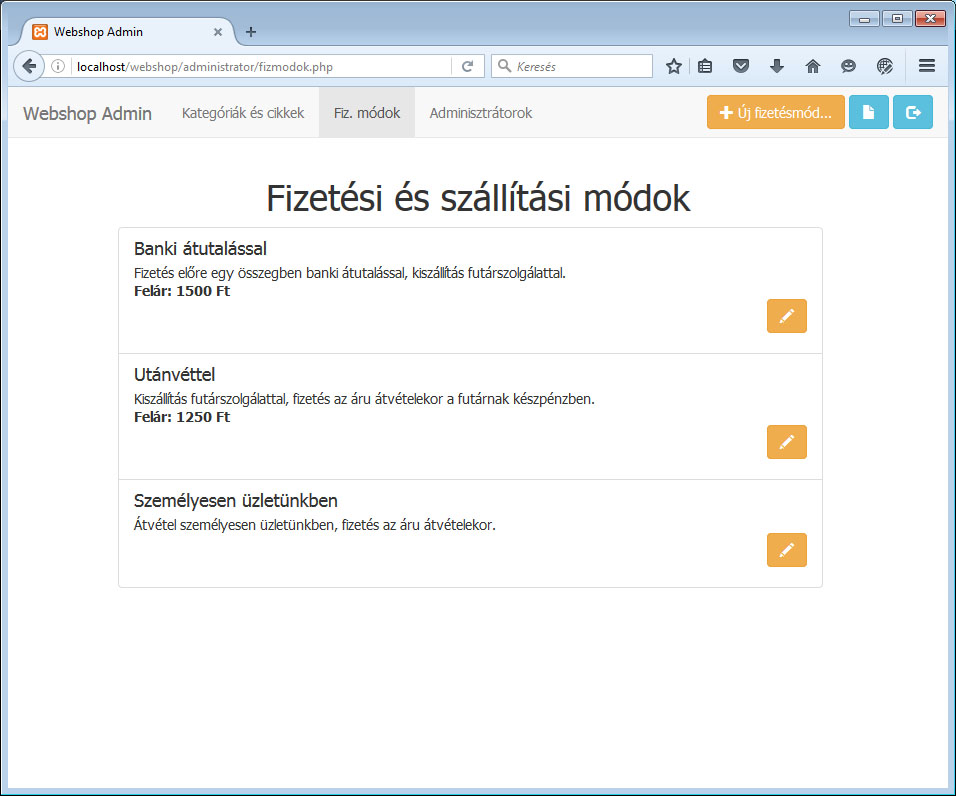 Webshop Admin
localhost/webshop/administrator/fizmodok.php
Keresés
Webshop Admin
Kategóriák és cikkek
Fiz. módok
Adminisztrátorok
Új fizetésmód...
Fizetési és szállítási módok
Banki átutalással
Fizetés előre egy összegben banki átutalással, kiszállítás futárszolgálattal.
Felár: 1500 Ft
Utánvéttel
Kiszállítás futárszolgálattal, fizetés az áru átvételekor a futárnak készpénzben.
Felár: 1250 Ft
Személyesen üzletünkben
Átvétel személyesen üzletünkben, fizetés az áru átvételekor.